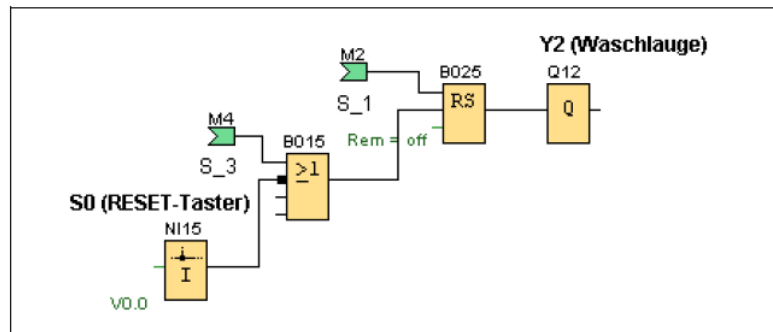 Y2 (Waschlauge)
M2
B025
Q12
RS
Q
S_1
M4
B015
Rem = off
S_3
≥1
S0 (RESET-Taster)
NI15
I
V0.0